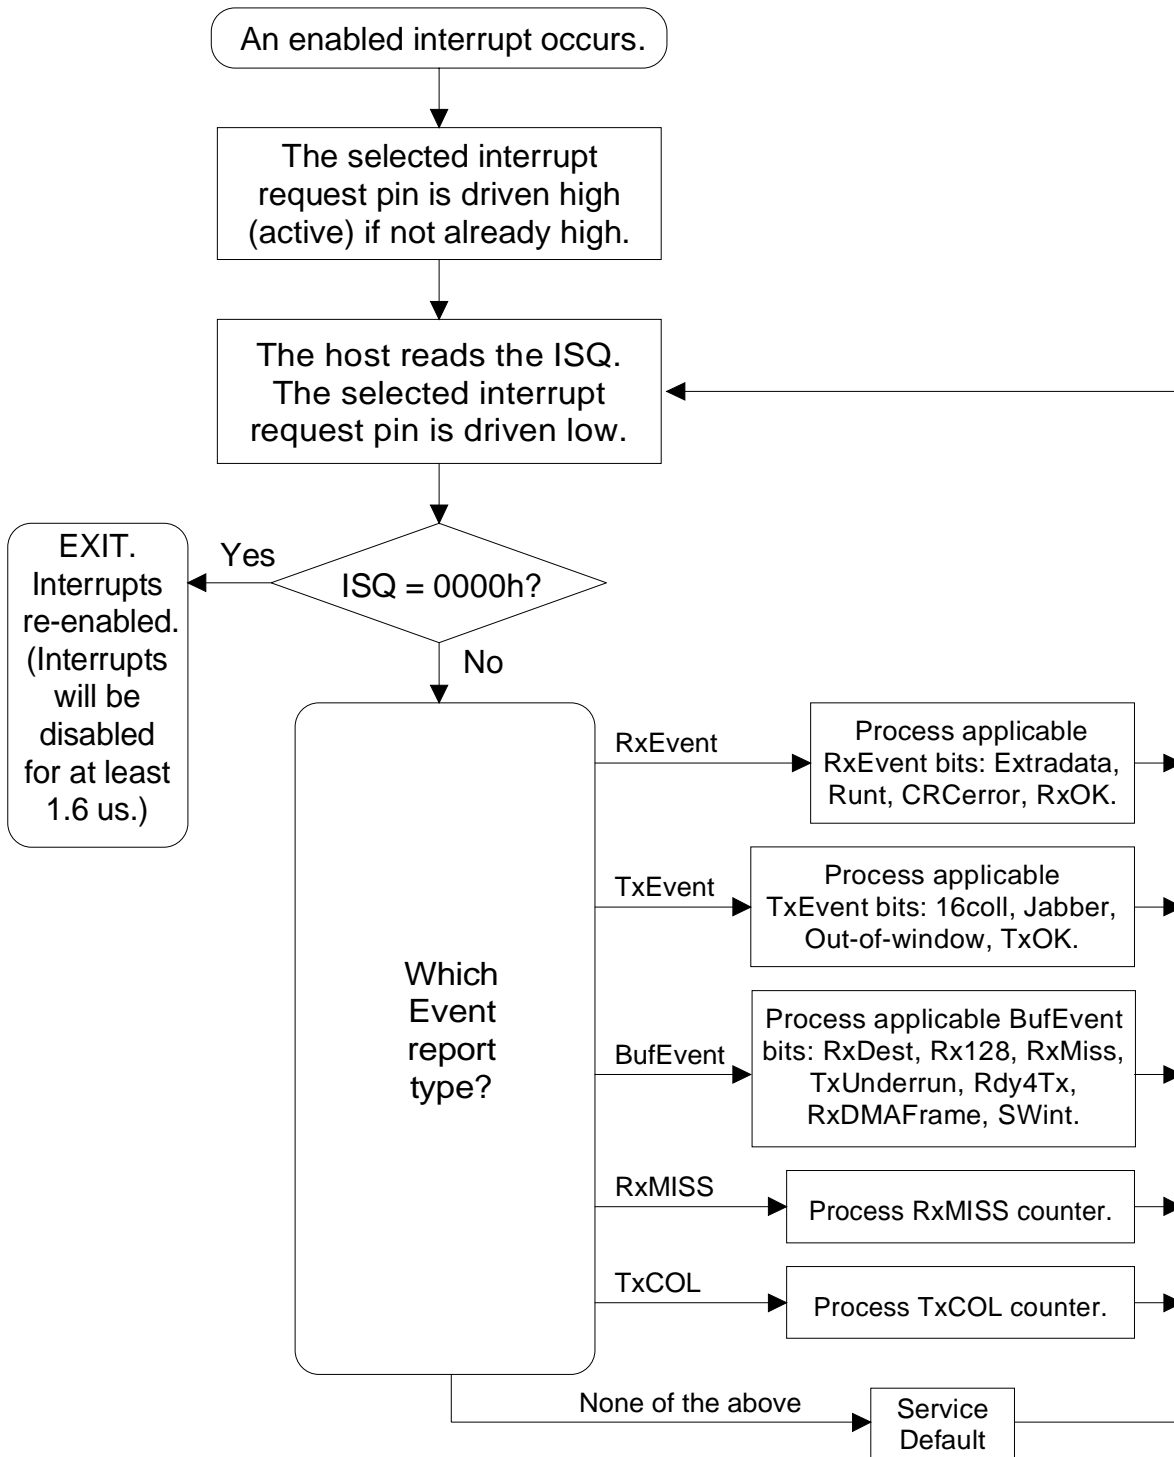 An enabled interrupt occurs.
The selected interrupt
request pin is driven high
(active) if not already high.
The host reads the ISQ.
The selected interrupt
request pin is driven low.
EXIT.
Interrupts
re-enabled.
(Interrupts
will be
disabled
for at least
1.6 us.)
Yes
ISQ = 0000h?
No
Which
Event
report
type?
RxEvent
Process applicable
RxEvent bits: Extradata,
Runt, CRCerror, RxOK.
TxEvent
Process applicable
TxEvent bits: 16coll, Jabber,
Out-of-window, TxOK.
BufEvent
Process applicable BufEvent
bits: RxDest, Rx128, RxMiss,
TxUnderrun, Rdy4Tx,
RxDMAFrame, SWint.
RxMISS
Process RxMISS counter.
TxCOL
Process TxCOL counter.
None of the above
Service
Default